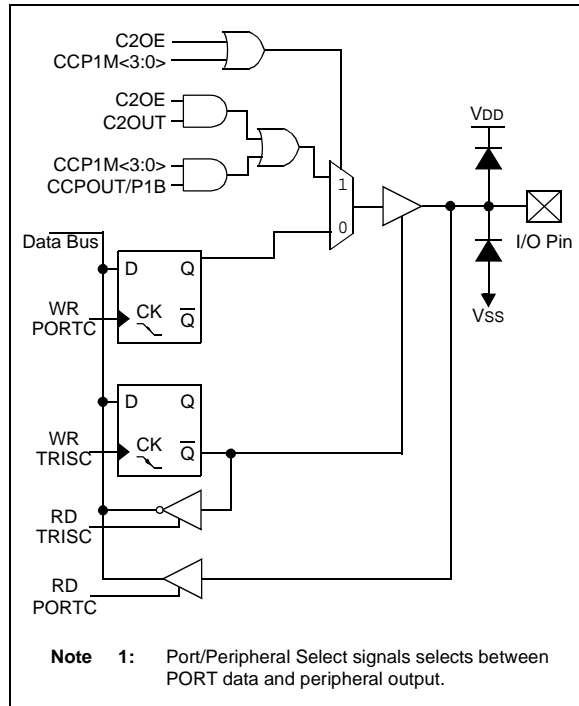 C2OE
CCP1M<3:0>
C2OE
C2OUT
CCP1M<3:0>
CCPOUT/P1B
VDD
1
0
I/O Pin
VSS
Data Bus
D Q
CK Q
WR
PORTC
D Q
CK Q
WR
TRISC
RD
TRISC
RD
PORTC
Note 1: Port/Peripheral Select signals selects between
PORT data and peripheral output.